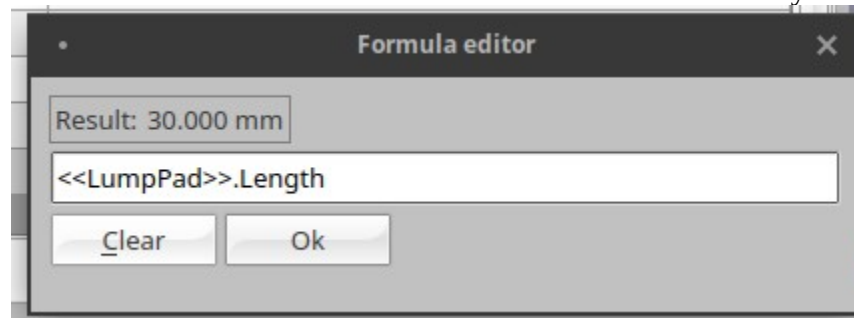 Formula editor
Result: 30.000 mm
<<LumpPad>>.Length
Clear
Ok